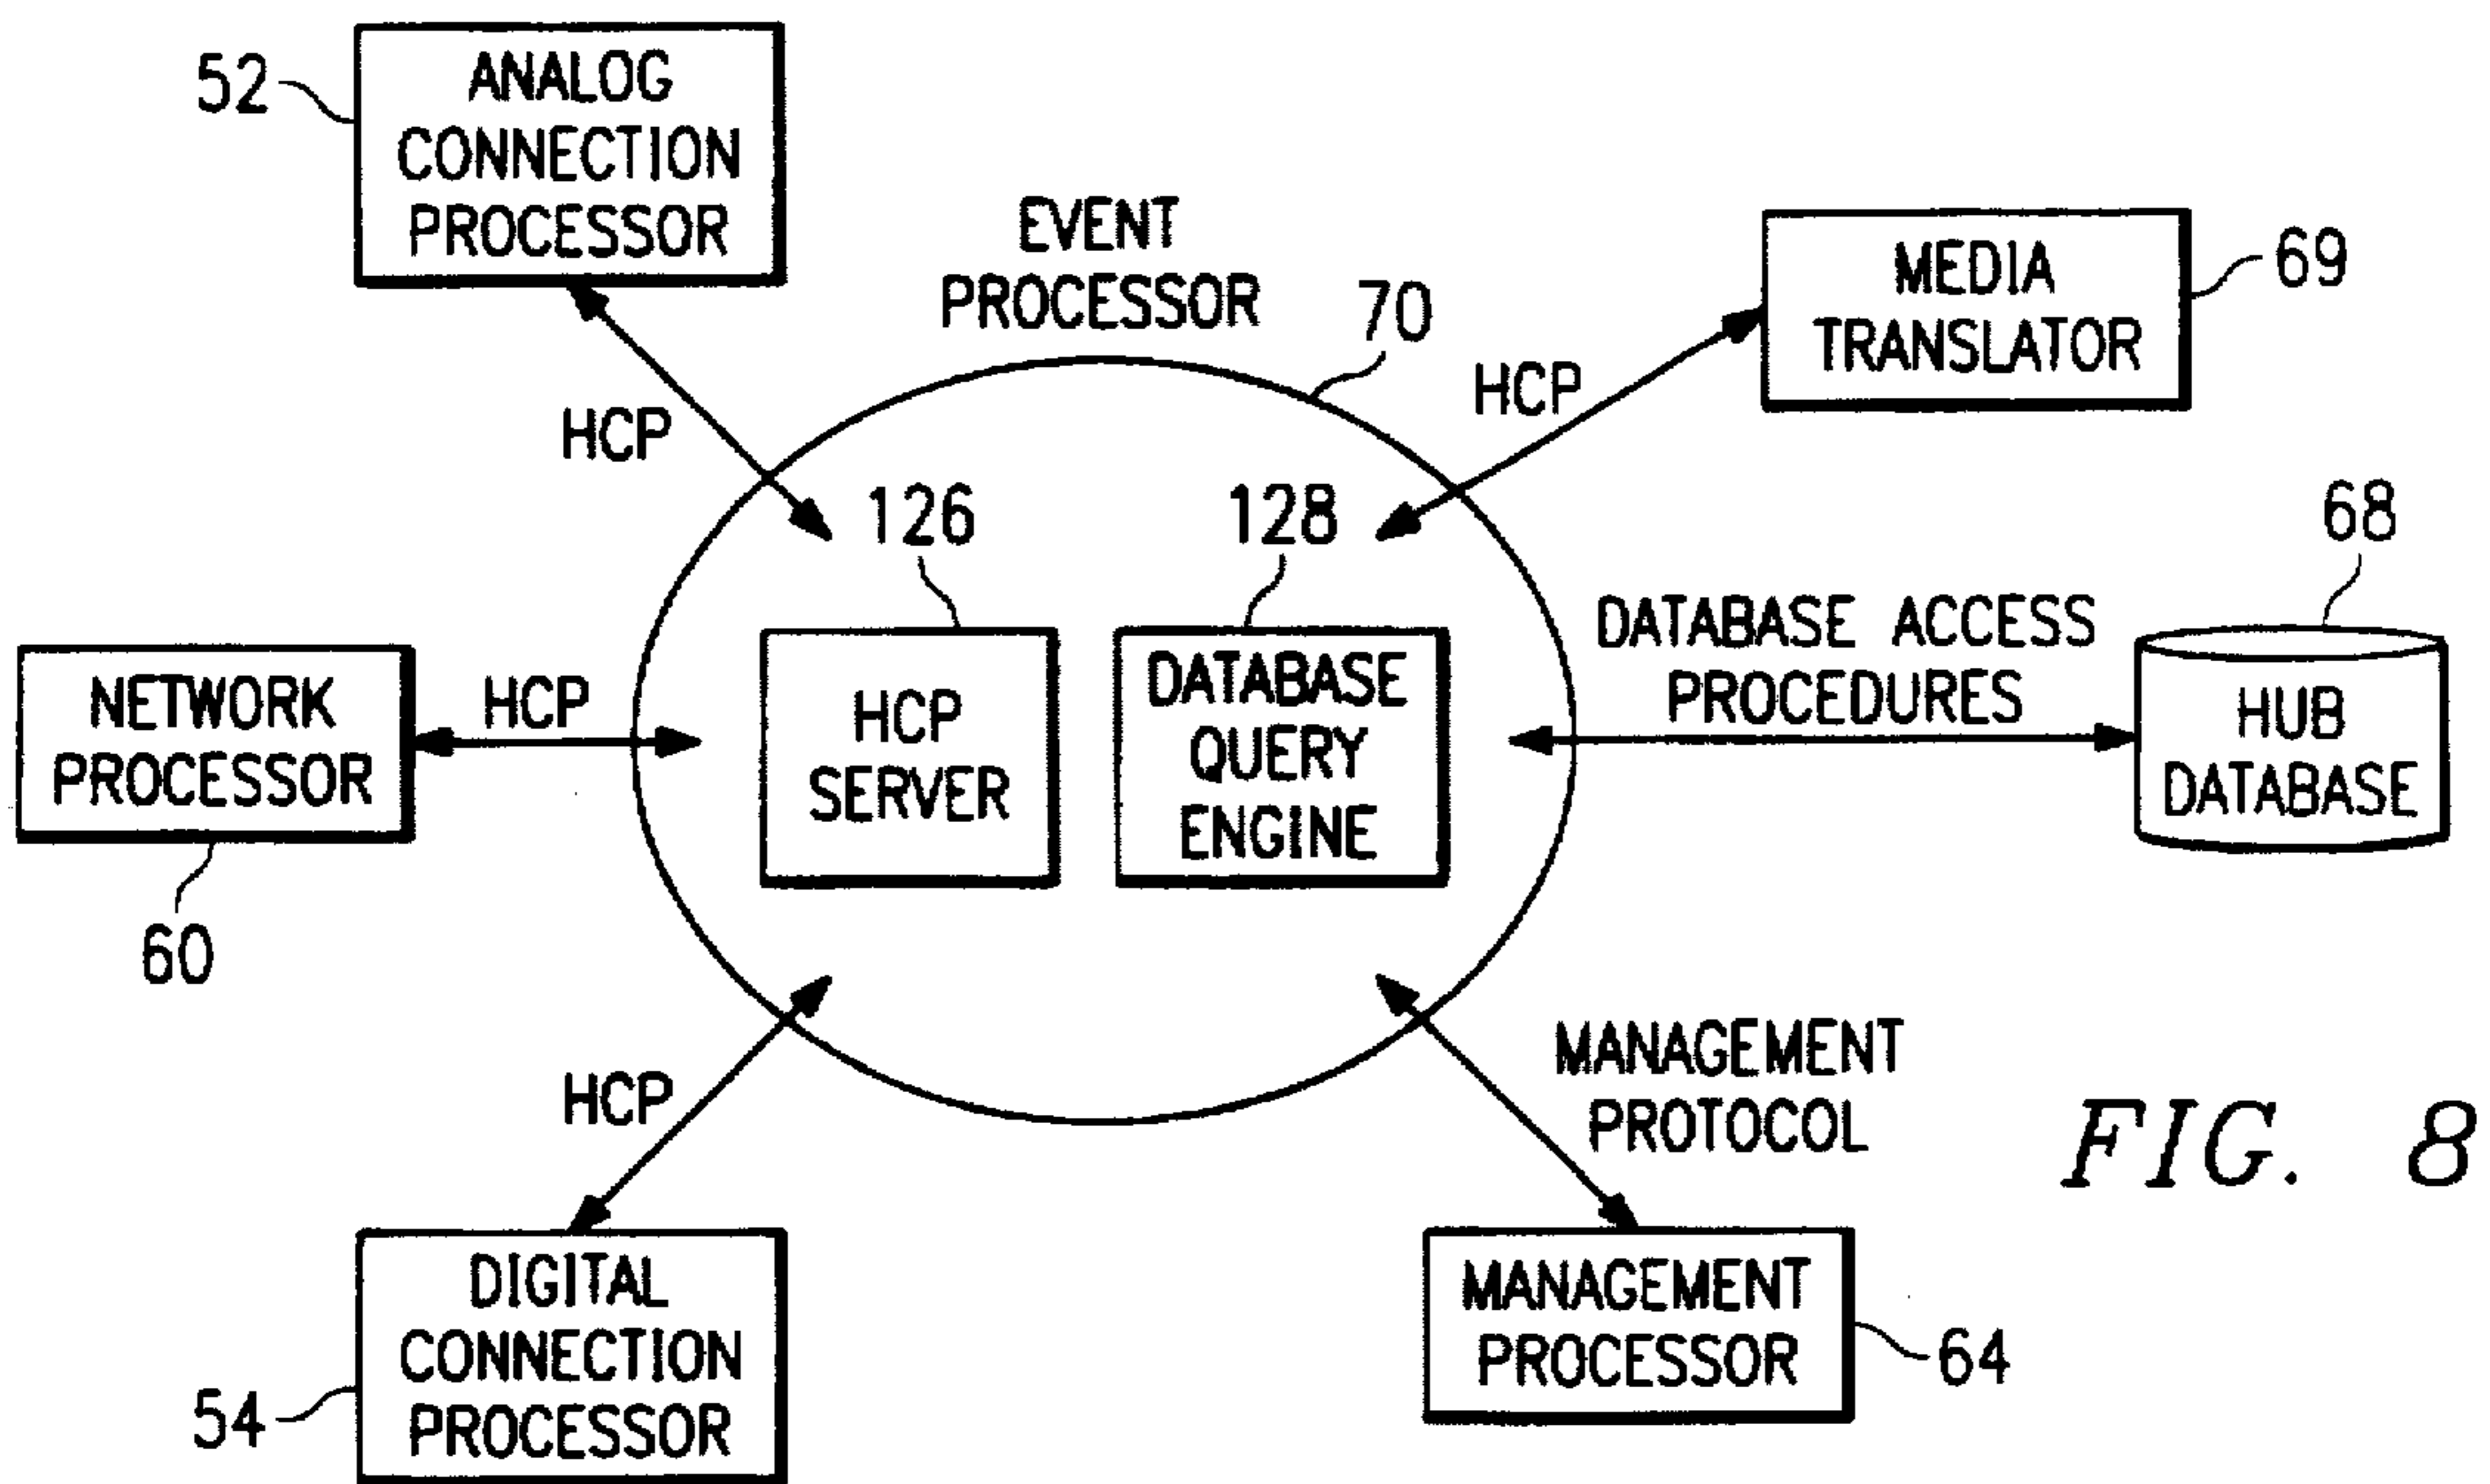 52
ANALOG
CONNECTION
PROCESSOR
EVENT
PROCESSOR
70
MEDIA
TRANSLATOR
69
HCP
HCP
126
128
68
NETWORK
PROCESSOR
HCP
60
HCP
SERVER
DATABASE
QUERY
ENGINE
DATABASE ACCESS
PROCEDURES
HUB
DATABASE
HCP
MANAGEMENT
PROTOCOL
FIG. 8
DIGITAL
CONNECTION
PROCESSOR
54
MANAGEMENT
PROCESSOR
64